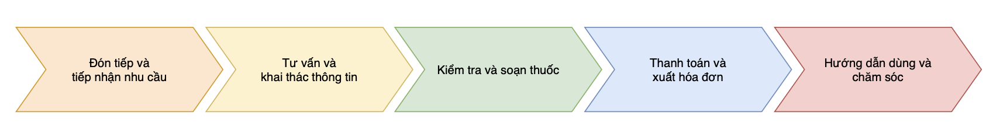 Đón tiếp và
tiếp nhận nhu cầu
Tư vấn và
khai thác thông tin
Kiểm tra và soạn thuốc
Thanh toán và
xuất hóa đơn
Hướng dẫn dùng và
chăm sóc